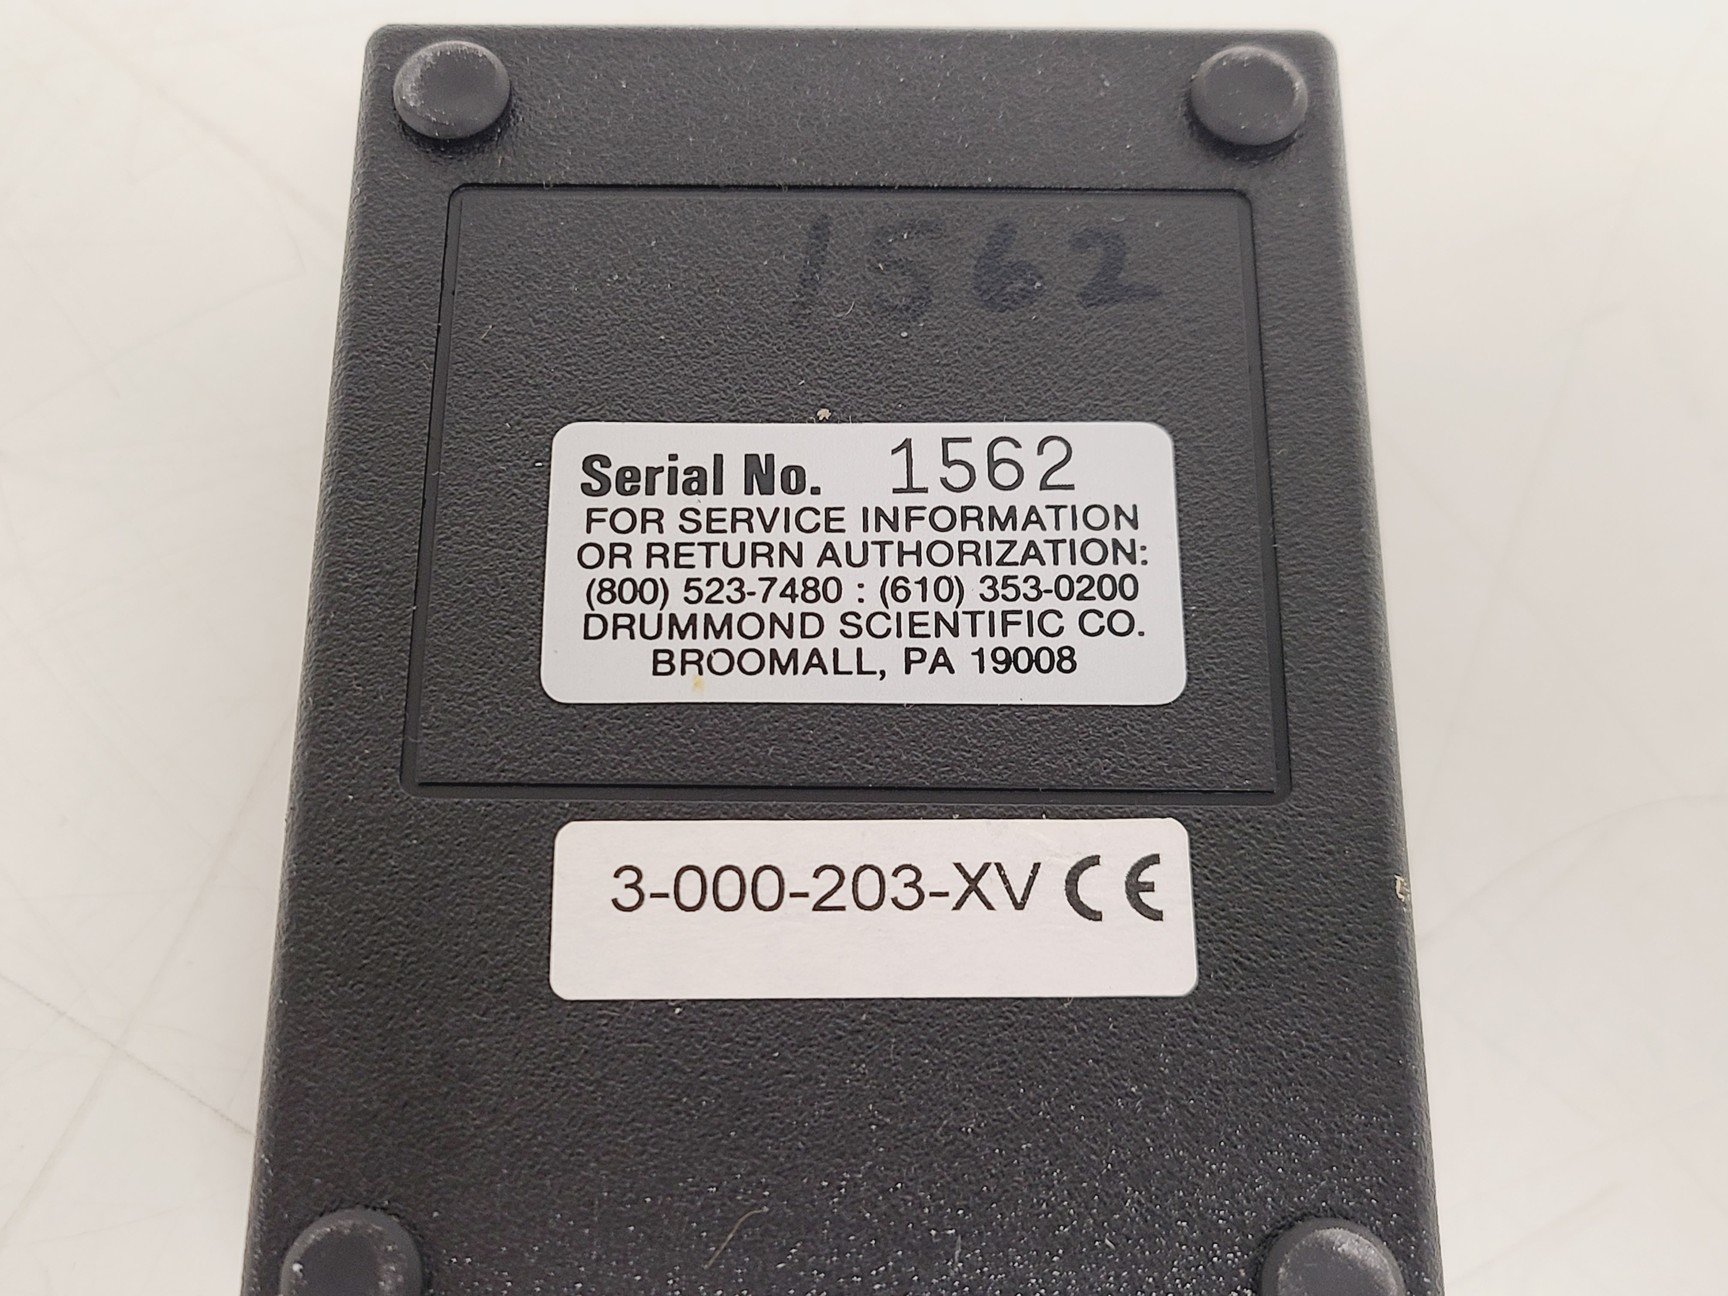 1562
Serial No. 1562
FOR SERVICE INFORMATION
OR RETURN AUTHORIZATION:
(800) 523-7480 : (610) 353-0200
DRUMMOND SCIENTIFIC CO.
BROOMALL, PA 19008
3-000-203-XV CE